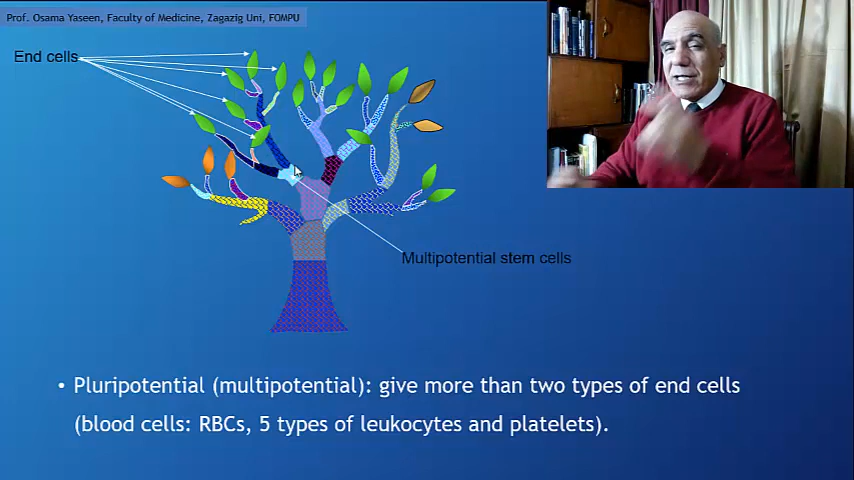 Prof. Osama Yaseen, Faculty of Medicine, Zagazig Uni, FOMPU
End cells
Multipotential stem cells
• Pluripotential (multipotential): give more than two types of end cells
(blood cells: RBCs, 5 types of leukocytes and platelets).